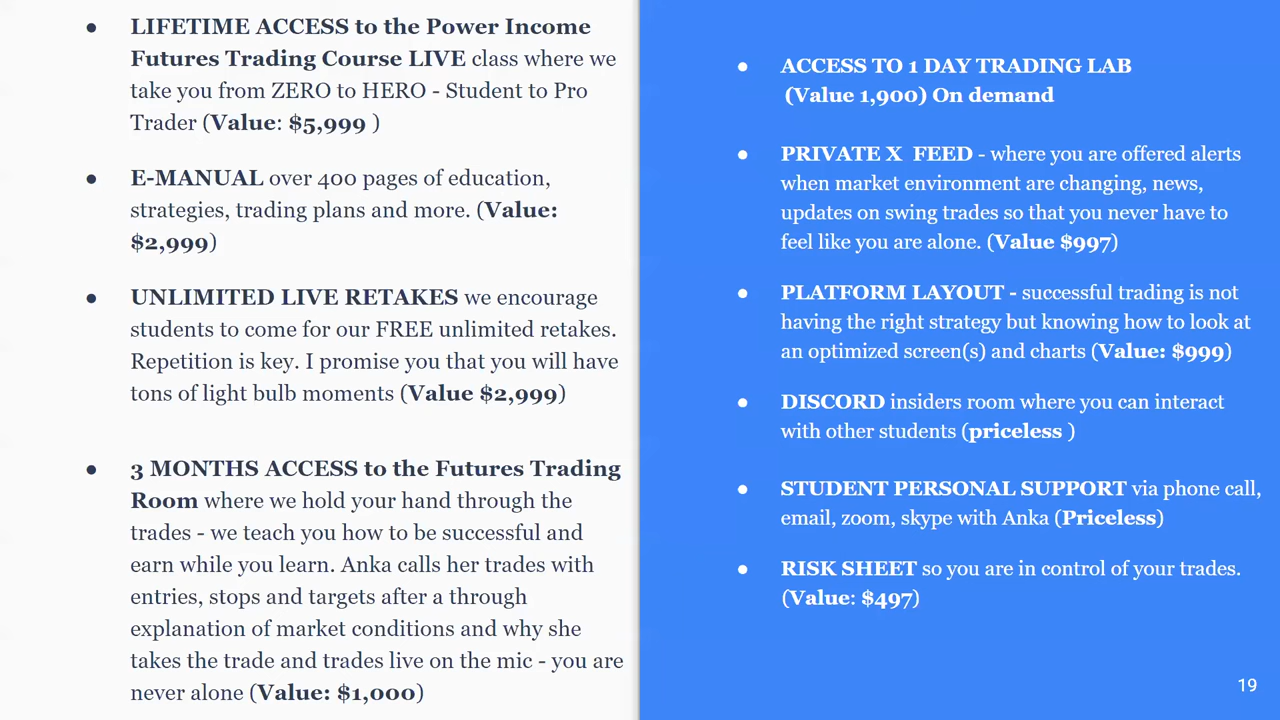 ● LIFETIME ACCESS to the Power Income
Futures Trading Course LIVE class where we
take you from ZERO to HERO - Student to Pro
Trader (Value: $5,999 )
● E-MANUAL over 400 pages of education,
strategies, trading plans and more. (Value:
$2,999)
● UNLIMITED LIVE RETAKES we encourage
students to come for our FREE unlimited retakes.
Repetition is key. I promise you that you will have
tons of light bulb moments (Value $2,999)
● 3 MONTHS ACCESS to the Futures Trading
Room where we hold your hand through the
trades - we teach you how to be successful and
earn while you learn. Anka calls her trades with
entries, stops and targets after a through
explanation of market conditions and why she
takes the trade and trades live on the mic - you are
never alone (Value: $1,000)
● ACCESS TO 1 DAY TRADING LAB
(Value 1,900) On demand
● PRIVATE X FEED - where you are offered alerts
when market environment are changing, news,
updates on swing trades so that you never have to
feel like you are alone. (Value $997)
● PLATFORM LAYOUT - successful trading is not
having the right strategy but knowing how to look at
an optimized screen(s) and charts (Value: $999)
● DISCORD insiders room where you can interact
with other students (priceless )
● STUDENT PERSONAL SUPPORT via phone call,
email, zoom, skype with Anka (Priceless)
● RISK SHEET so you are in control of your trades.
(Value: $497)
19